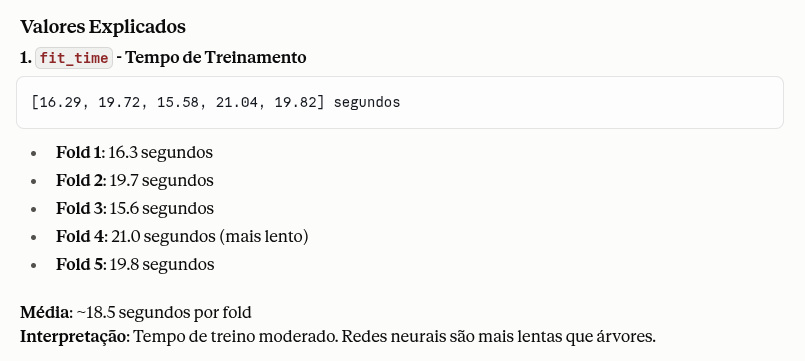 Valores Explicados
1. fit_time - Tempo de Treinamento
[16.29, 19.72, 15.58, 21.04, 19.82] segundos
• Fold 1: 16.3 segundos
• Fold 2: 19.7 segundos
• Fold 3: 15.6 segundos
• Fold 4: 21.0 segundos (mais lento)
• Fold 5: 19.8 segundos
Média: ~18.5 segundos por fold
Interpretação: Tempo de treino moderado. Redes neurais são mais lentas que árvores.